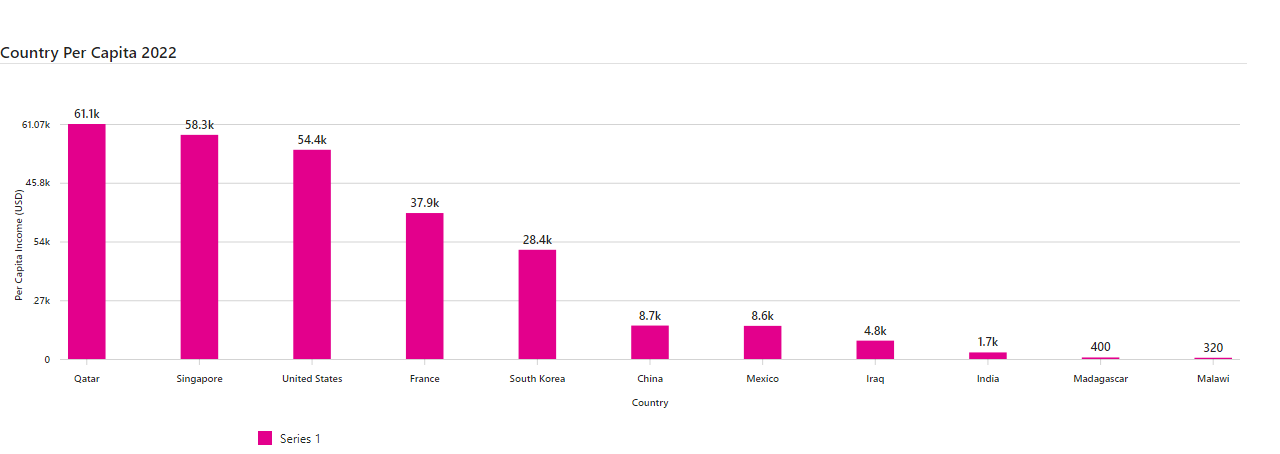 Country Per Capita 2022
61.1k
58.3k
54.4k
37.9k
28.4k
8.7k
8.6k
4.8k
1.7k
400
320
61.07k
45.8k
54k
27k
0
Per Capita Income (USD)
Qatar Singapore United States France South Korea China Mexico Iraq India Madagascar Malawi
Country
Series 1